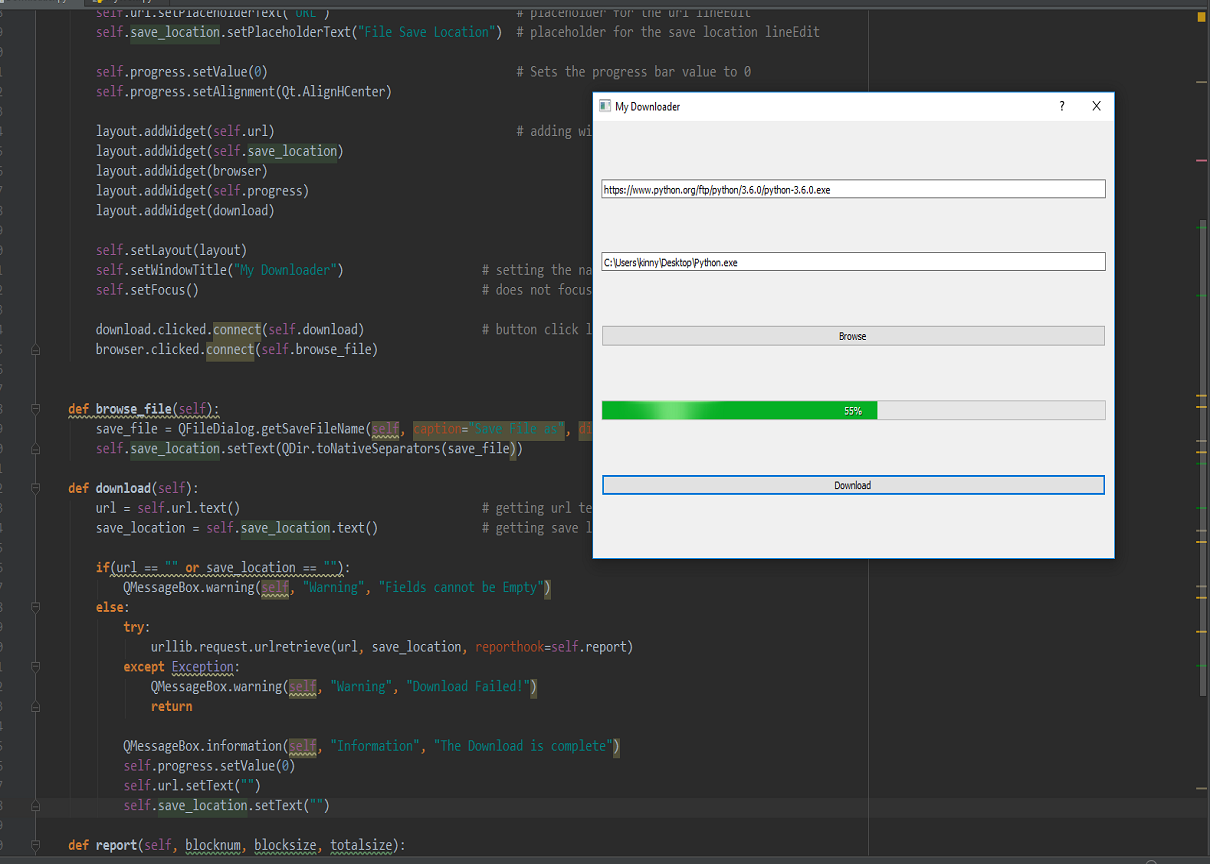 self.url.setPlaceholderText("URL") # placeholder for the url lineEdit
self.save_location.setPlaceholderText("File Save Location") # placeholder for the save location lineEdit
self.progress.setValue(0) # Sets the progress bar value to 0
self.progress.setAlignment(Qt.AlignHCenter)
layout.addWidget(self.url) # adding wi
layout.addWidget(self.save_location)
layout.addWidget(browser)
layout.addWidget(self.progress)
layout.addWidget(download)
self.setLayout(layout)
self.setWindowTitle("My Downloader") # setting the na
self.setFocus() # does not focus
download.clicked.connect(self.download) # button click l
browser.clicked.connect(self.browse_file)
def browse_file(self):
save_file = QFileDialog.getSaveFileName(self, caption="Save File as", di
self.save_location.setText(QDir.toNativeSeparators(save_file))
def download(self):
url = self.url.text() # getting url te
save_location = self.save_location.text() # getting save l
if(url == "" or save_location == ""):
QMessageBox.warning(self, "Warning", "Fields cannot be Empty")
else:
try:
urllib.request.urlretrieve(url, save_location, reporthook=self.report)
except Exception:
QMessageBox.warning(self, "Warning", "Download Failed!")
return
QMessageBox.information(self, "Information", "The Download is complete")
self.progress.setValue(0)
self.url.setText("")
self.save_location.setText("")
def report(self, blocknum, blocksize, totalsize):
My Downloader ? X
https://www.python.org/ftp/python/3.6.0/python-3.6.0.exe
C:\Users\kinny\Desktop\Python.exe
Browse
55%
Download